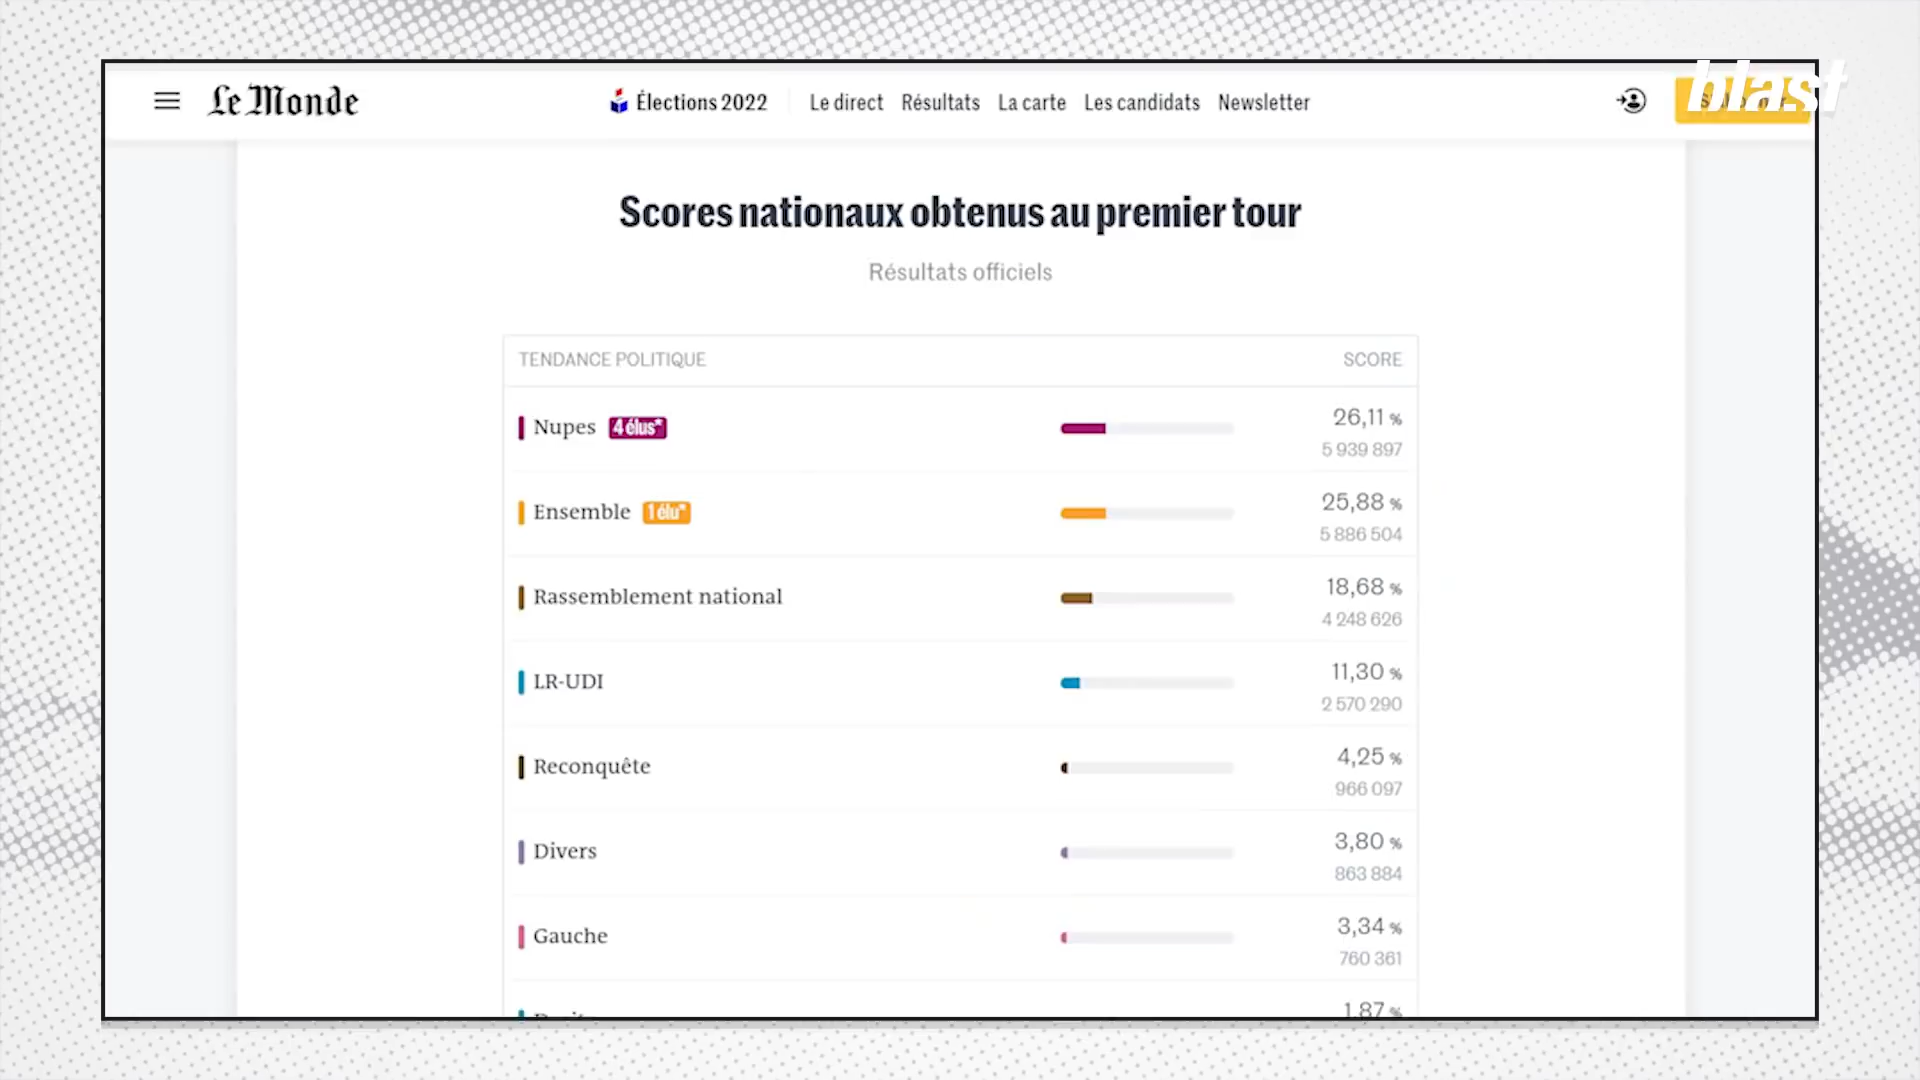 blast
Le Monde
Élections 2022
Le direct
Résultats
La carte
Les candidats
Newsletter
Scores nationaux obtenus au premier tour
Résultats officiels
TENDANCE POLITIQUE
SCORE
Nupes 4 élus*
26,11 %
5 939 897
Ensemble 1 élu*
25,88 %
5 886 504
Rassemblement national
18,68 %
4 248 626
LR-UDI
11,30 %
2 570 290
Reconquête
4,25 %
966 097
Divers
3,80 %
863 884
Gauche
3,34 %
760 361
1,87 %